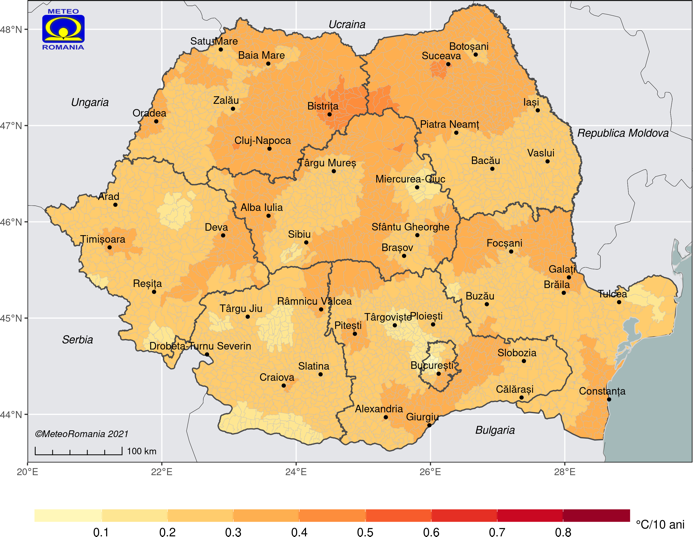 METEO
ROMANIA
48°N
47°N
46°N
45°N
44°N
Ucraina
Ungaria
Republica Moldova
Serbia
Bulgaria
Satu-Mare
Baia Mare
Botoșani
Suceava
Oradea
Zalău
Bistrița
Iași
Cluj-Napoca
Piatra Neamț
Târgu Mureș
Bacău
Vaslui
Miercurea-Ciuc
Arad
Alba Iulia
Deva
Sibiu
Sfântu Gheorghe
Timișoara
Brașov
Focșani
Galați
Reșița
Brăila
Râmnicu Vâlcea
Buzău
Tulcea
Târgu Jiu
Târgoviște
Ploiești
Pitești
Drobeta-Turnu Severin
Slobozia
București
Slatina
Craiova
Călărași
Constanța
Alexandria
Giurgiu
©MeteoRomania 2021
100 km
20°E 22°E 24°E 26°E 28°E
0.1 0.2 0.3 0.4 0.5 0.6 0.7 0.8 °C/10 ani